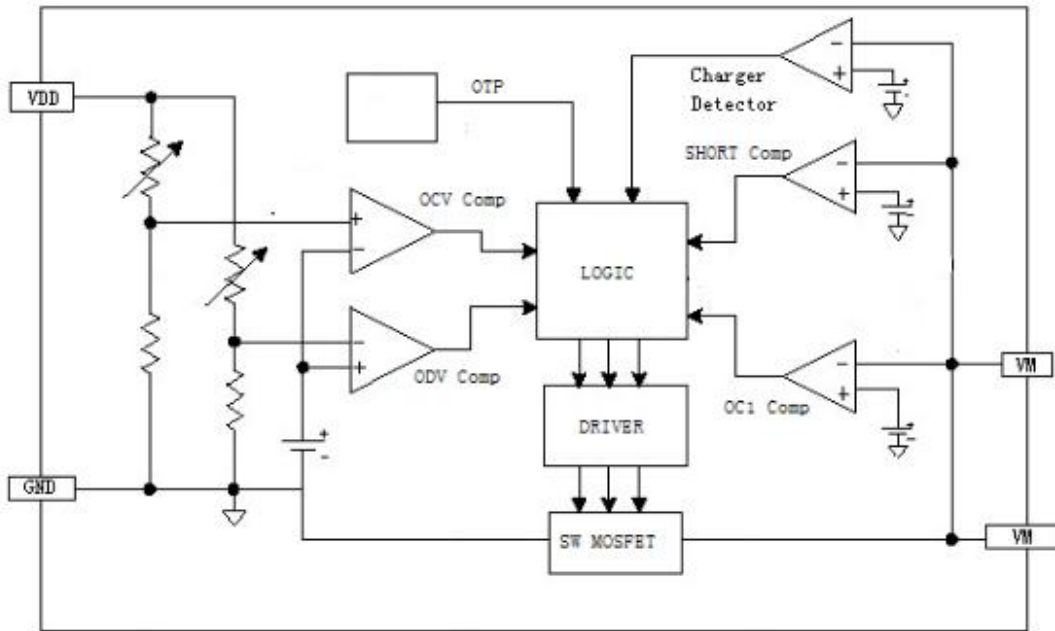 VDD
OTP
Charger
Detector
SHORT Comp
OCV Comp
LOGIC
ODV Comp
OC1 Comp
VM
DRIVER
GND
SW MOSFET
VM